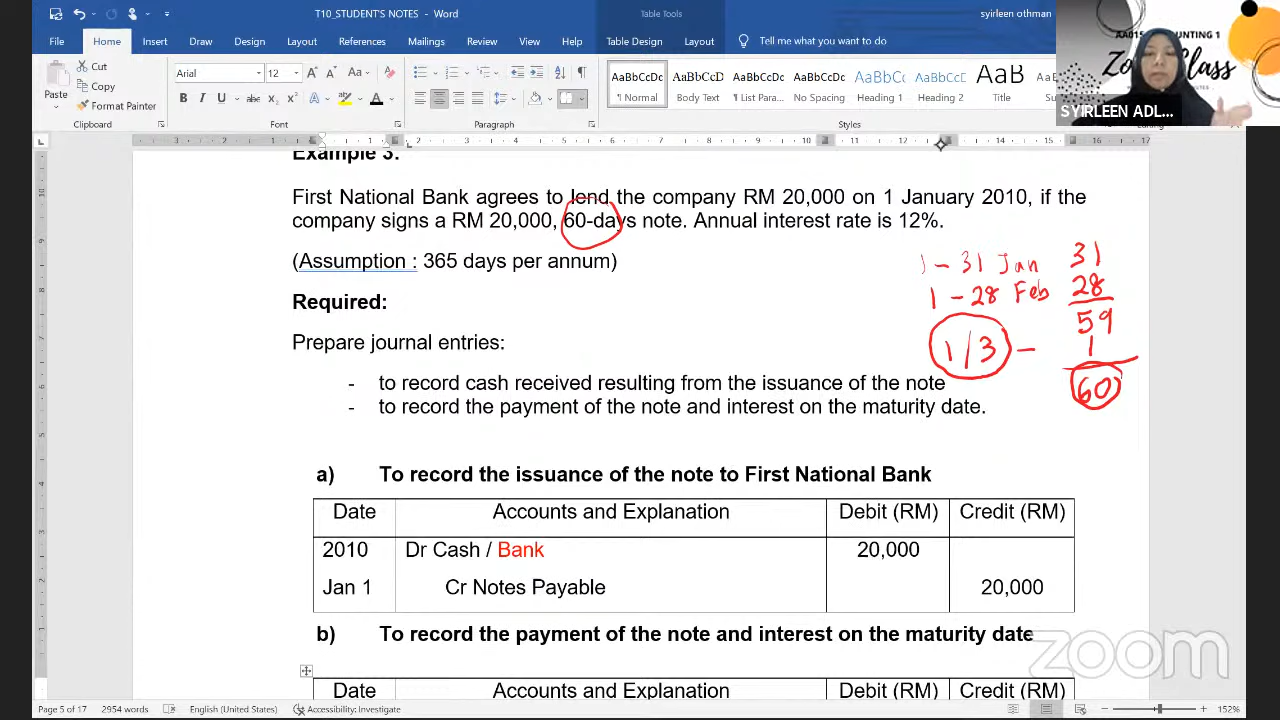 T10_STUDENT'S NOTES - Word
Table Tools
syirleen othman
File Home Insert Draw Design Layout References Mailings Review View Help Table Design Layout Tell me what you want to do
Paste
Cut
Copy
Format Painter
Clipboard
Arial 12
Font
Paragraph
AaBbCcDc AaBbCcDc AaBbCcDc AaBbCcDc AaBbCcDc AaBbCcD AaB
¶ Normal Body Text ¶ List Para... No Spacing Heading 1 Heading 2 Title
Styles
SYIRLEEN ADL...
Example 3:
First National Bank agrees to lend the company RM 20,000 on 1 January 2010, if the
company signs a RM 20,000, 60-days note. Annual interest rate is 12%.
(Assumption : 365 days per annum)
1 - 31 Jan 31
1 - 28 Feb 28
59
1/3 - 1
60
Required:
Prepare journal entries:
- to record cash received resulting from the issuance of the note
- to record the payment of the note and interest on the maturity date.
a) To record the issuance of the note to First National Bank
Date Accounts and Explanation Debit (RM) Credit (RM)
2010 Dr Cash / Bank 20,000
Jan 1 Cr Notes Payable 20,000
b) To record the payment of the note and interest on the maturity date
Date Accounts and Explanation Debit (RM) Credit (RM)
zoom
Page 5 of 17 2954 words English (United States) Accessibility: Investigate 152%